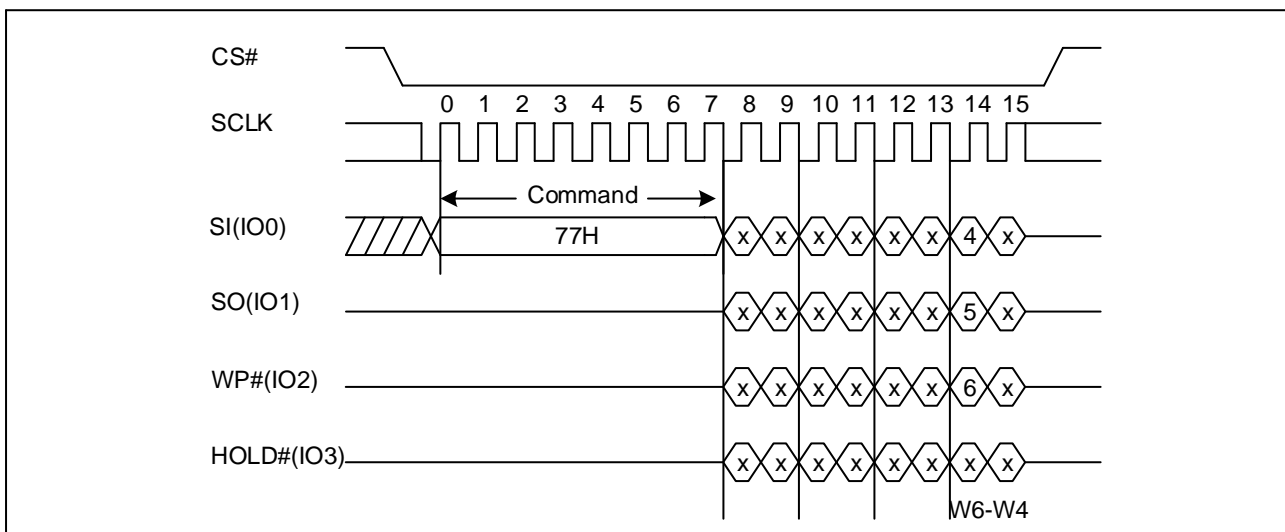 CS#
0 1 2 3 4 5 6 7 8 9 10 11 12 13 14 15
SCLK
Command
SI(IO0) 77H x x x x x x 4 x
SO(IO1) x x x x x x 5 x
WP#(IO2) x x x x x x 6 x
HOLD#(IO3) x x x x x x x x
W6-W4